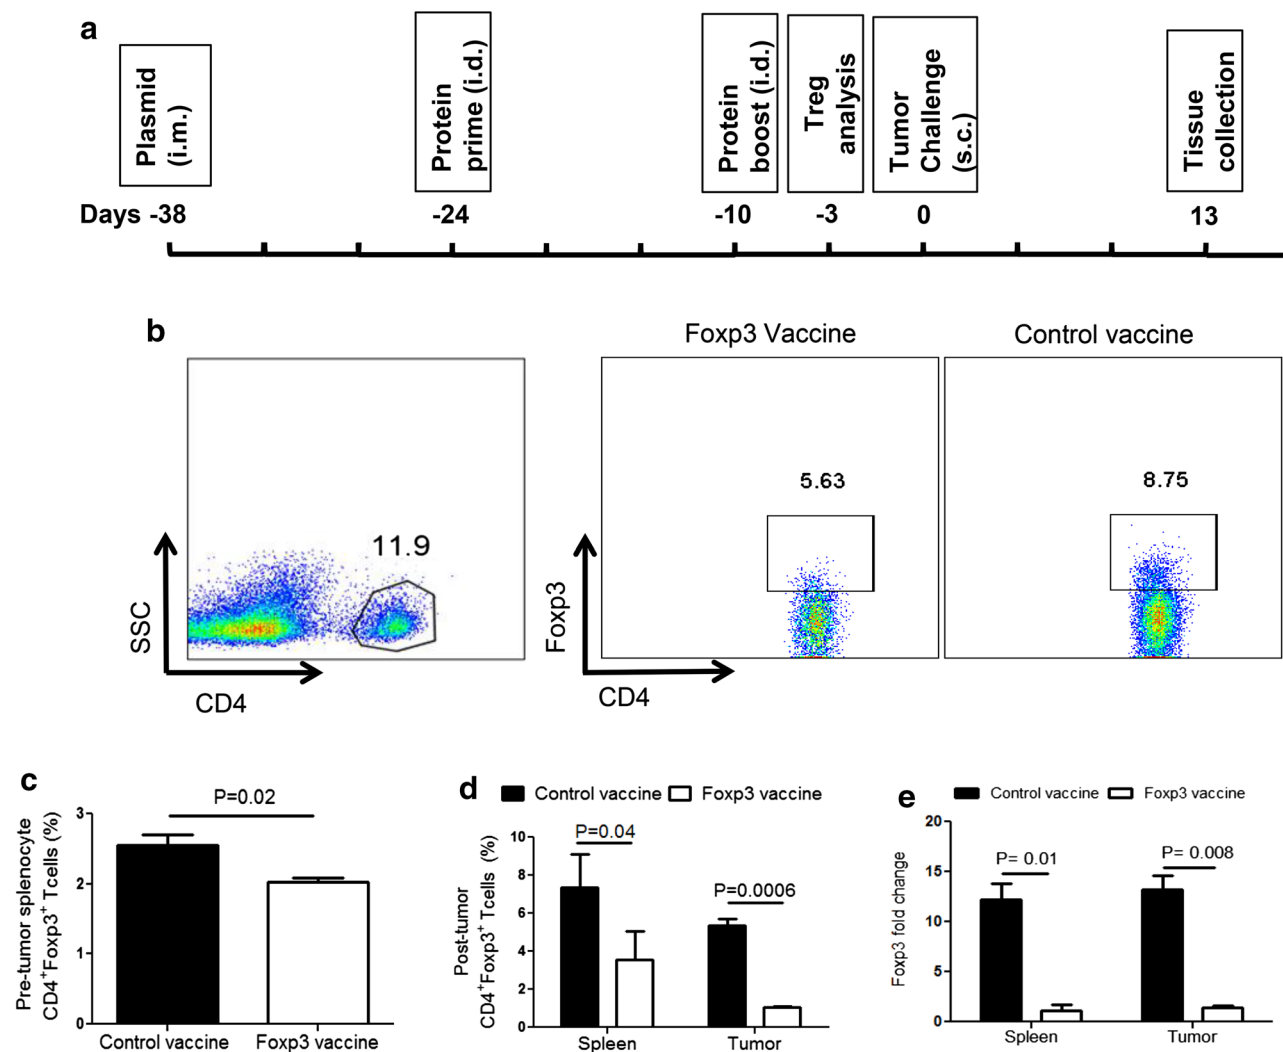 a
Plasmid
(i.m.)
Protein
prime (i.d.)
Protein
boost (i.d.)
Treg
analysis
Tumor
Challenge
(s.c.)
Tissue
collection
Days -38
-24
-10
-3
0
13
b
Foxp3 Vaccine
Control vaccine
11.9
5.63
8.75
SSC
CD4
Foxp3
CD4
c
P=0.02
Pre-tumor splenocyte
CD4+Foxp3+ Tcells (%)
3
2
1
0
Control vaccine
Foxp3 vaccine
d
Control vaccine
Foxp3 vaccine
P=0.04
P=0.0006
Post-tumor
CD4+Foxp3+ Tcells (%)
10
8
6
4
2
0
Spleen
Tumor
e
Control vaccine
Foxp3 vaccine
P= 0.01
P= 0.008
Foxp3 fold change
20
15
10
5
0
Spleen
Tumor